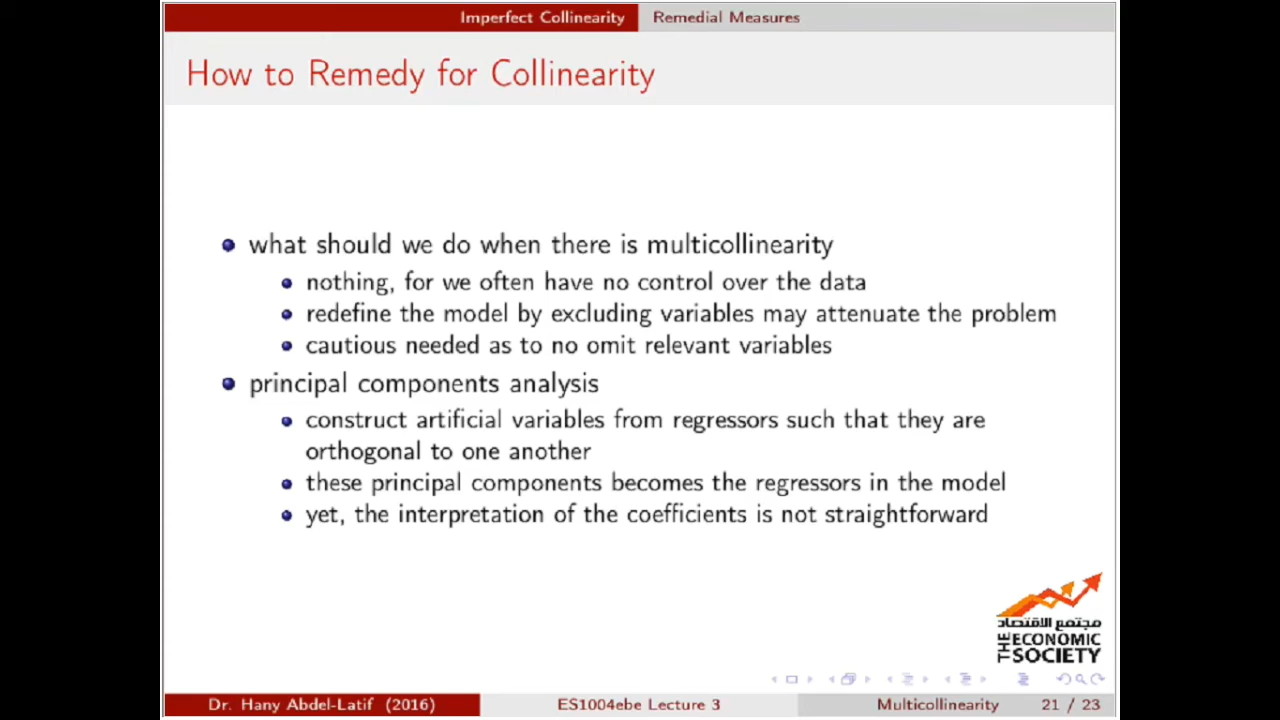 Imperfect Collinearity Remedial Measures
How to Remedy for Collinearity
what should we do when there is multicollinearity
nothing, for we often have no control over the data
redefine the model by excluding variables may attenuate the problem
cautious needed as to no omit relevant variables
principal components analysis
construct artificial variables from regressors such that they are
orthogonal to one another
these principal components becomes the regressors in the model
yet, the interpretation of the coefficients is not straightforward
مجتمع الاقتصاد
THE ECONOMIC
SOCIETY
Dr. Hany Abdel-Latif (2016) ES1004ebe Lecture 3 Multicollinearity 21 / 23